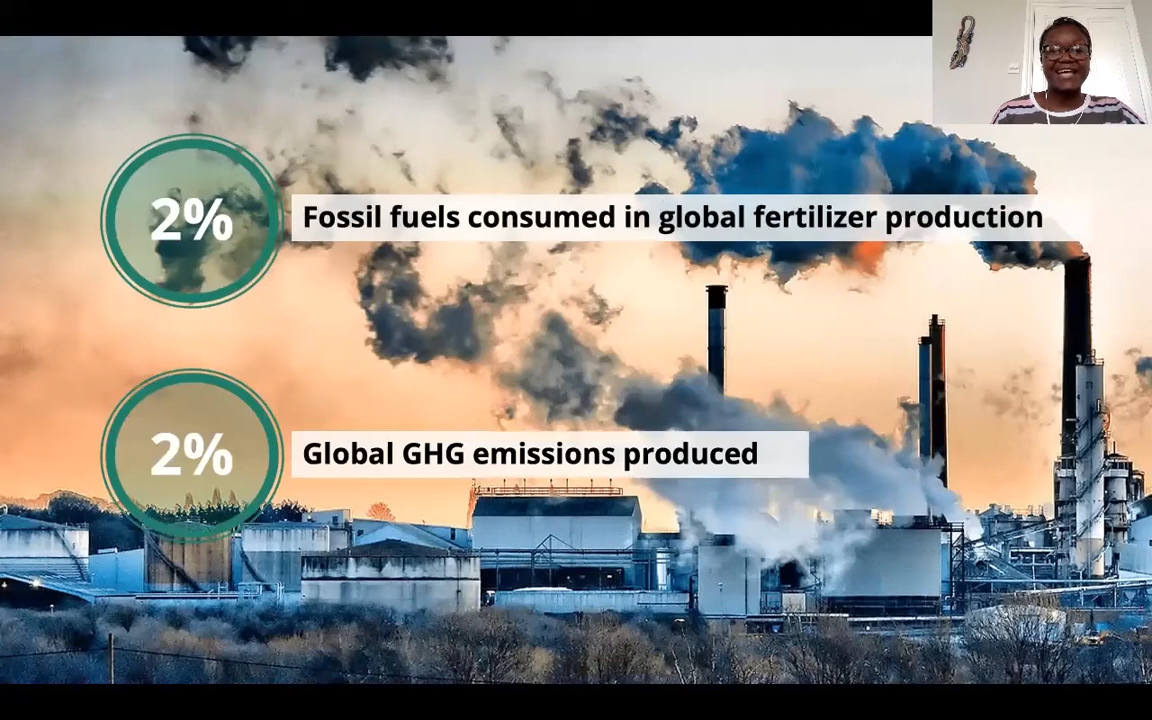 2%
Fossil fuels consumed in global fertilizer production
2%
Global GHG emissions produced